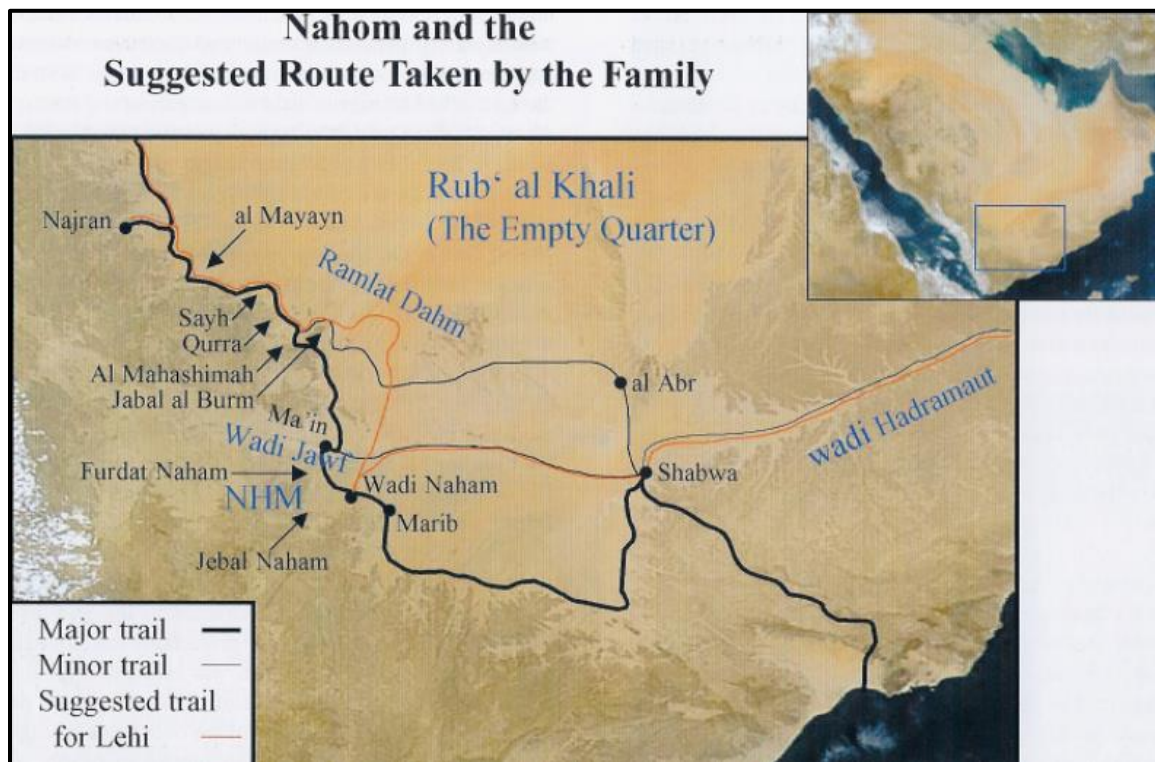 Nahom and the
Suggested Route Taken by the Family
Rub‘ al Khali
(The Empty Quarter)
Najran
al Mayayn
Ramlat Dahm
Sayh
Qurra
Al Mahashimah
Jabal al Burm
al Abr
Ma’in
Wadi Jawf
wadi Hadramaut
Furdat Naham
Wadi Naham
Shabwa
NHM
Marib
Jebal Naham
Major trail
Minor trail
Suggested trail
for Lehi